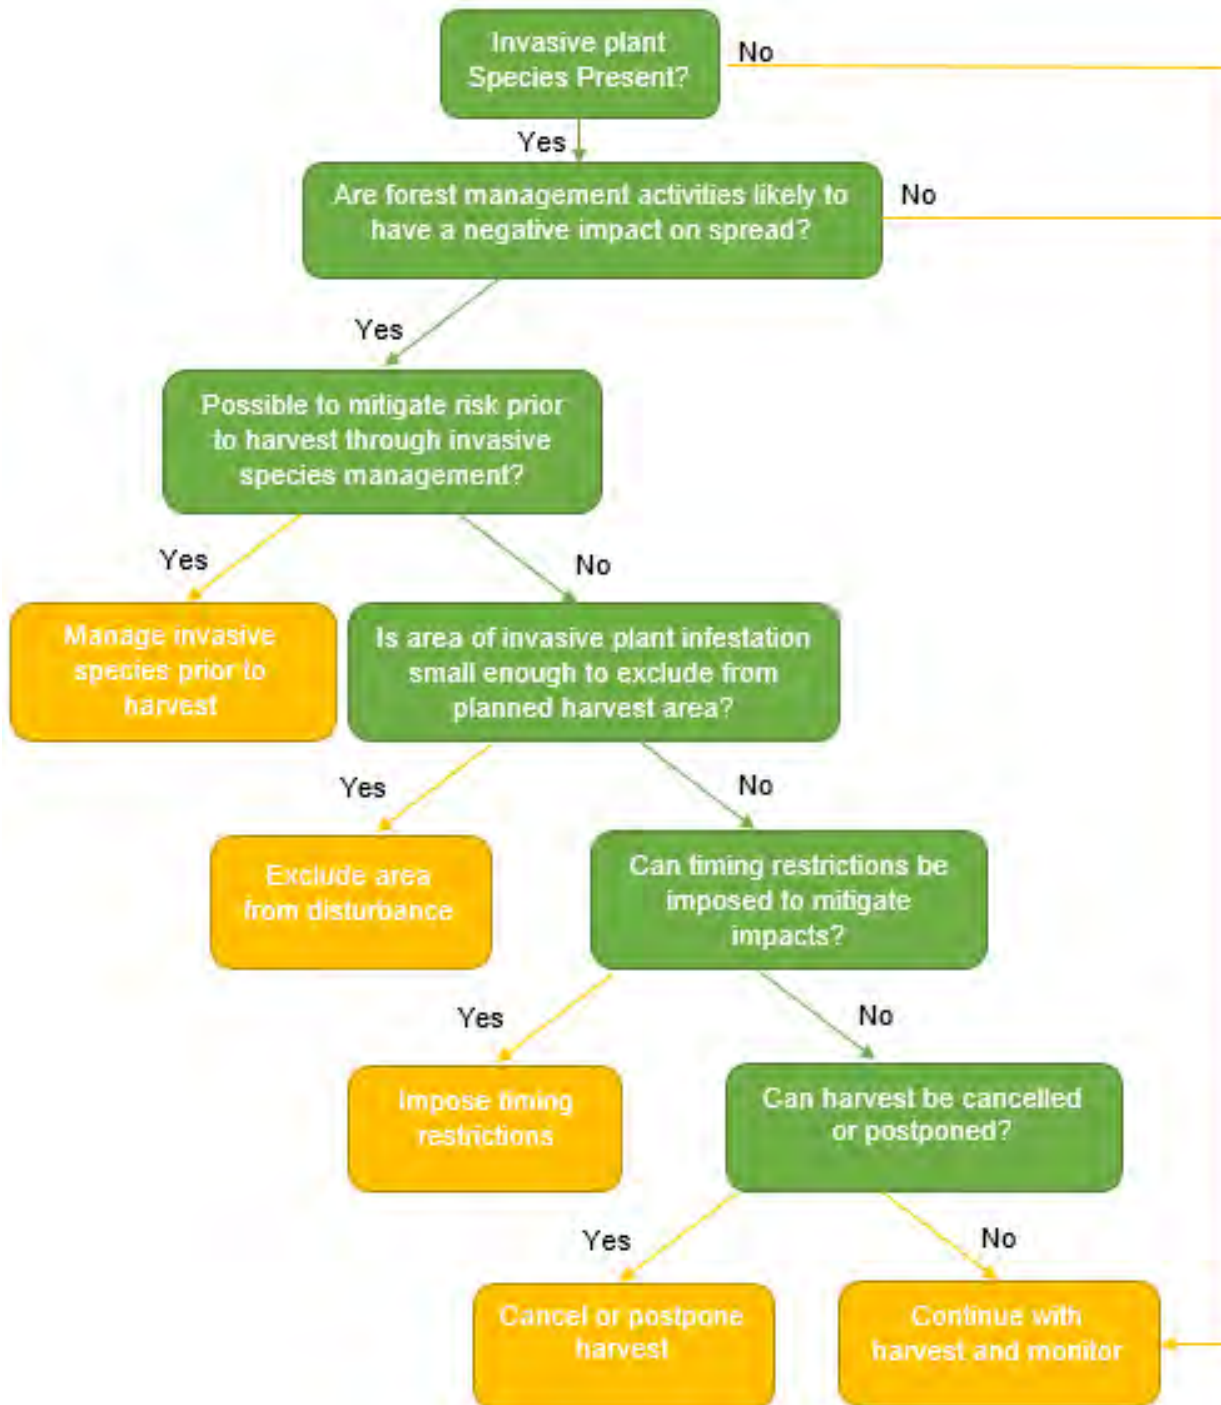 Invasive plant
Species Present?
No
Yes
Are forest management activities likely to
have a negative impact on spread?
No
Yes
Possible to mitigate risk prior
to harvest through invasive
species management?
Yes
No
Manage invasive
species prior to
harvest
Is area of invasive plant infestation
small enough to exclude from
planned harvest area?
Yes
No
Exclude area
from disturbance
Can timing restrictions be
imposed to mitigate
impacts?
Yes
No
Impose timing
restrictions
Can harvest be cancelled
or postponed?
Yes
No
Cancel or postpone
harvest
Continue with
harvest and monitor